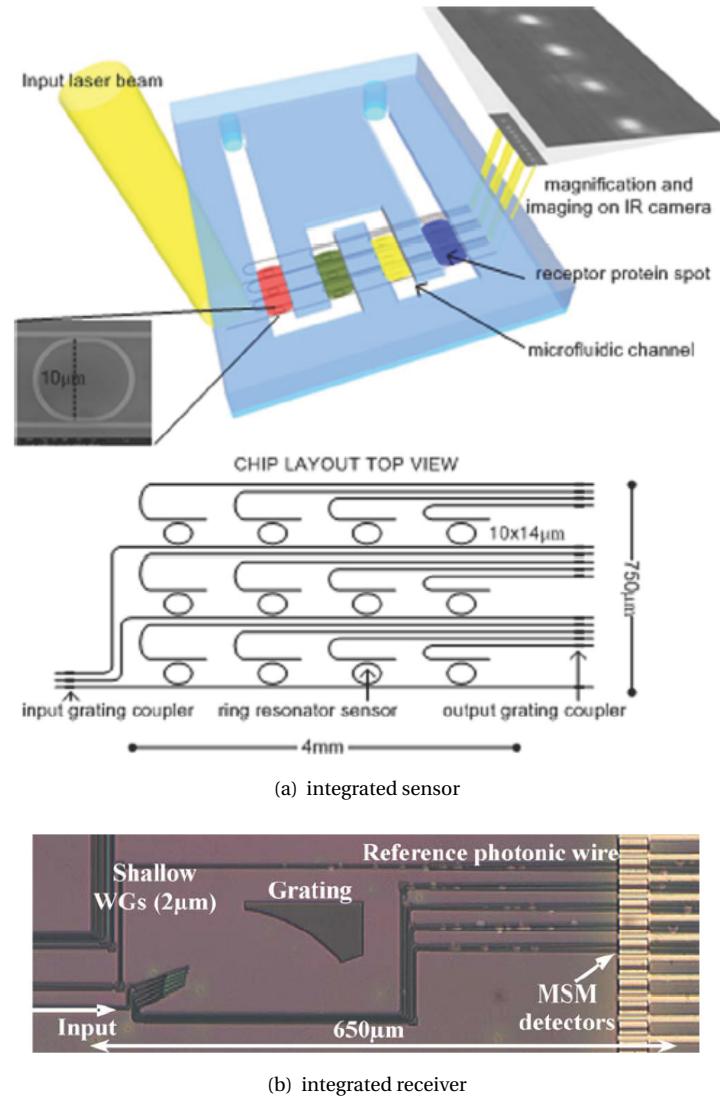 Input laser beam
magnification and
imaging on IR camera
receptor protein spot
microfluidic channel
10μm
CHIP LAYOUT TOP VIEW
10x14μm
750μm
input grating coupler
ring resonator sensor
output grating coupler
4mm
(a) integrated sensor
Reference photonic wire
Shallow
WGs (2μm)
Grating
MSM
detectors
Input
650μm
(b) integrated receiver